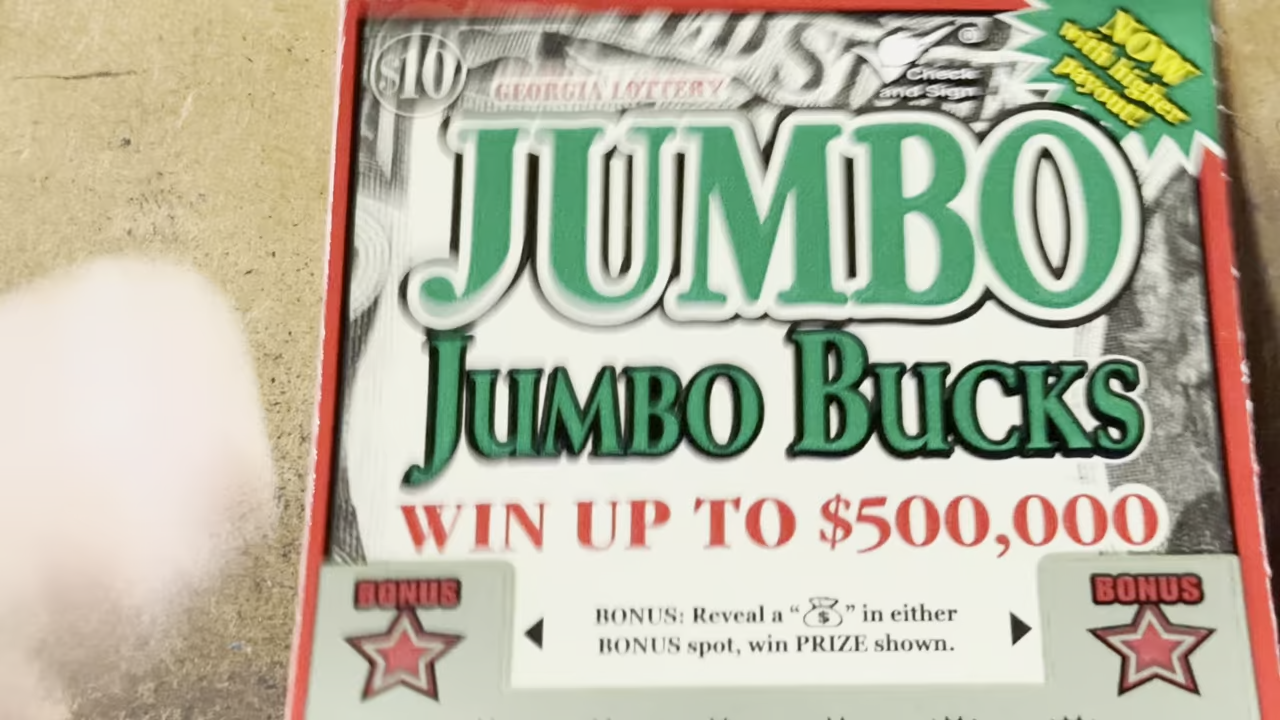 $10
GEORGIA LOTTERY
®
Check
and Sign
NOW
with higher
payout!
JUMBO
JUMBO BUCKS
WIN UP TO $500,000
BONUS
BONUS: Reveal a “$” in either
BONUS spot, win PRIZE shown.
BONUS